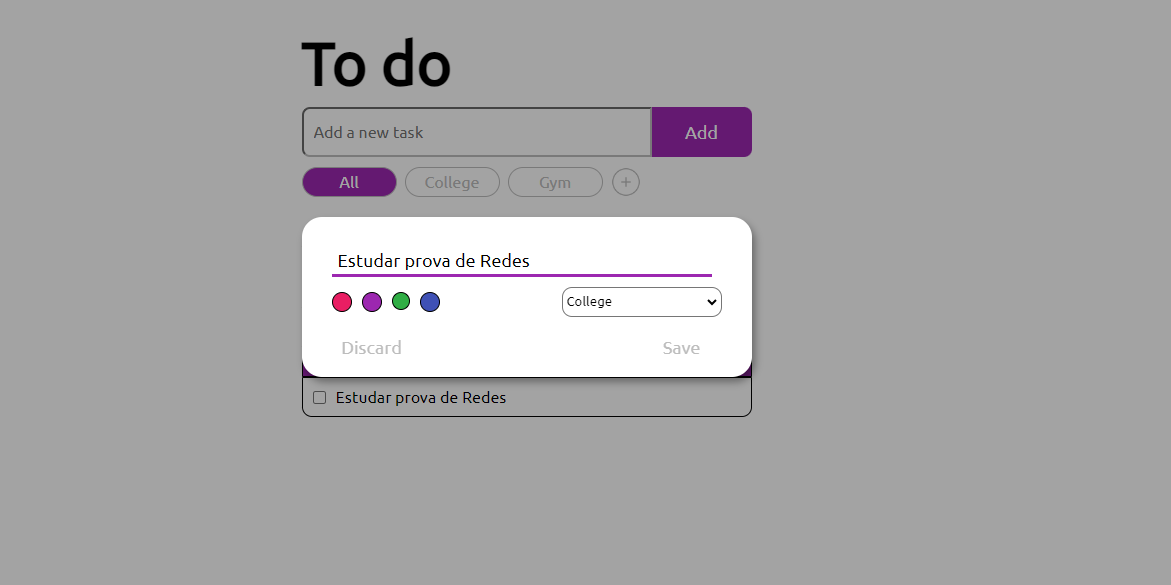 To do
Add a new task Add
All College Gym +
Estudar prova de Redes
College
Discard Save
Estudar prova de Redes